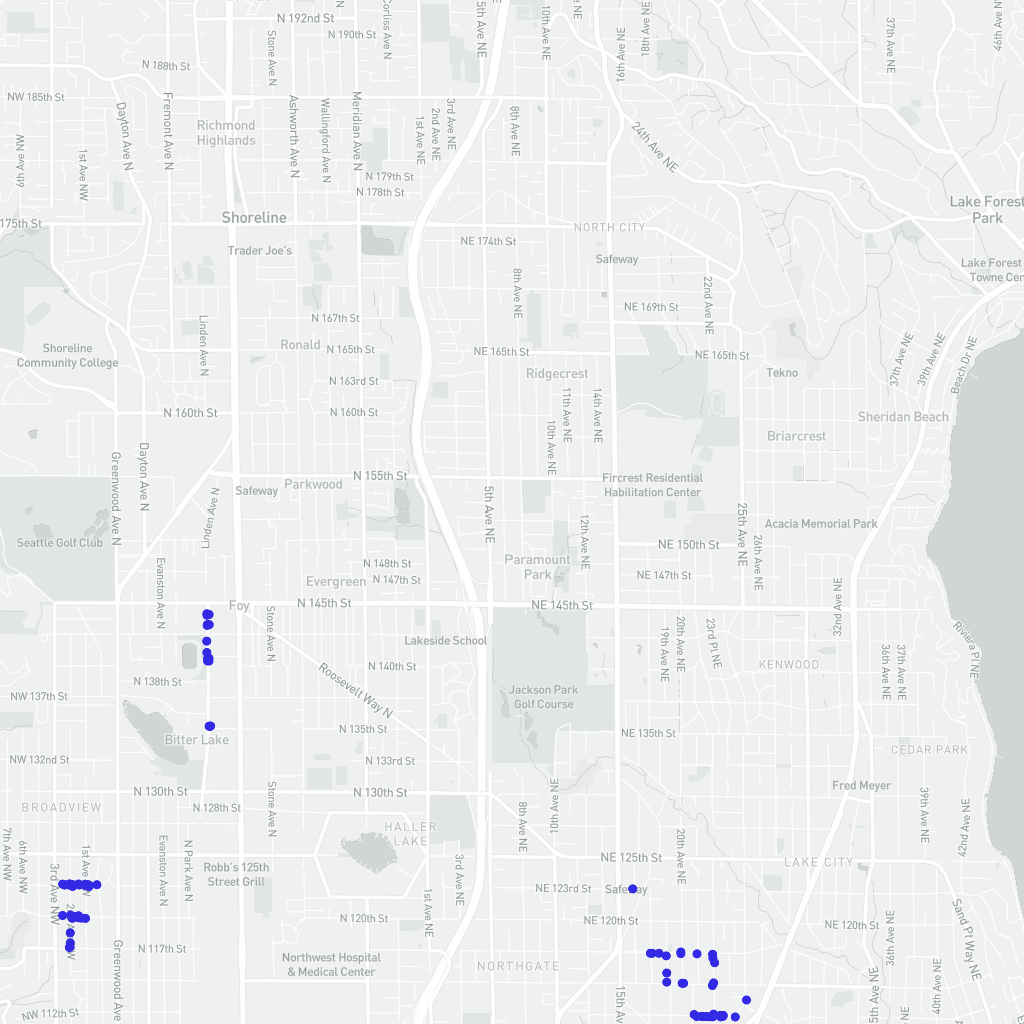 N 192nd St
N 190th St
Stone Ave N
Corliss Ave N
5th Ave NE
10th Ave NE
16th Ave NE
18th Ave NE
37th Ave NE
46th Ave NE
N 188th St
NW 185th St
Dayton Ave N
Fremont Ave N
Richmond
Highlands
Ashworth Ave N
Wallingford Ave N
Meridian Ave N
1st Ave NE
2nd Ave NE
3rd Ave NE
8th Ave NE
24th Ave NE
6th Ave NW
1st Ave NW
N 179th St
N 178th St
Lake Forest
Park
175th St
Shoreline
NORTH CITY
Trader Joe's
NE 174th St
Safeway
Lake Forest
Towne Cen
8th Ave NE
22nd Ave NE
NE 169th St
Linden Ave N
N 167th St
Shoreline
Community College
Ronald
N 165th St
NE 165th St
NE 165th St
37th Ave NE
39th Ave NE
Beach Dr NE
N 163rd St
Ridgecrest
Tekno
N 160th St
N 160th St
11th Ave NE
14th Ave NE
Sheridan Beach
10th Ave NE
Briarcrest
Greenwood Ave N
Dayton Ave N
N 155th St
Safeway
Parkwood
Fircrest Residential
Habilitation Center
Linden Ave N
5th Ave NE
12th Ave NE
25th Ave NE
26th Ave NE
Acacia Memorial Park
Seattle Golf Club
NE 150th St
Evanston Ave N
N 148th St
N 147th St
Evergreen
Paramount
Park
NE 147th St
32nd Ave NE
Foy
N 145th St
NE 145th St
Stone Ave N
Lakeside School
19th Ave NE
20th Ave NE
23rd Pl NE
Riviera Pl NE
36th Ave NE
37th Ave NE
KENWOOD
N 140th St
N 138th St
Roosevelt Way N
NW 137th St
Jackson Park
Golf Course
N 135th St
NE 135th St
Bitter Lake
CEDAR PARK
NW 132nd St
N 133rd St
N 130th St
N 130th St
Fred Meyer
BROADVIEW
N 128th St
Stone Ave N
8th Ave NE
10th Ave NE
39th Ave NE
42nd Ave NE
HALLER
LAKE
7th Ave NW
6th Ave NW
3rd Ave NW
1st Ave N
Evanston Ave N
N Park Ave N
Robb's 125th
Street Grill
3rd Ave NE
1st Ave NE
20th Ave NE
NE 125th St
LAKE CITY
NE 123rd St
Safeway
N 120th St
NE 120th St
NE 120th St
36th Ave NE
Sand Pt Way NE
N 117th St
Greenwood Ave
Northwest Hospital
& Medical Center
NORTHGATE
15th Av
35th Ave NE
40th Ave NE
NW 112th St